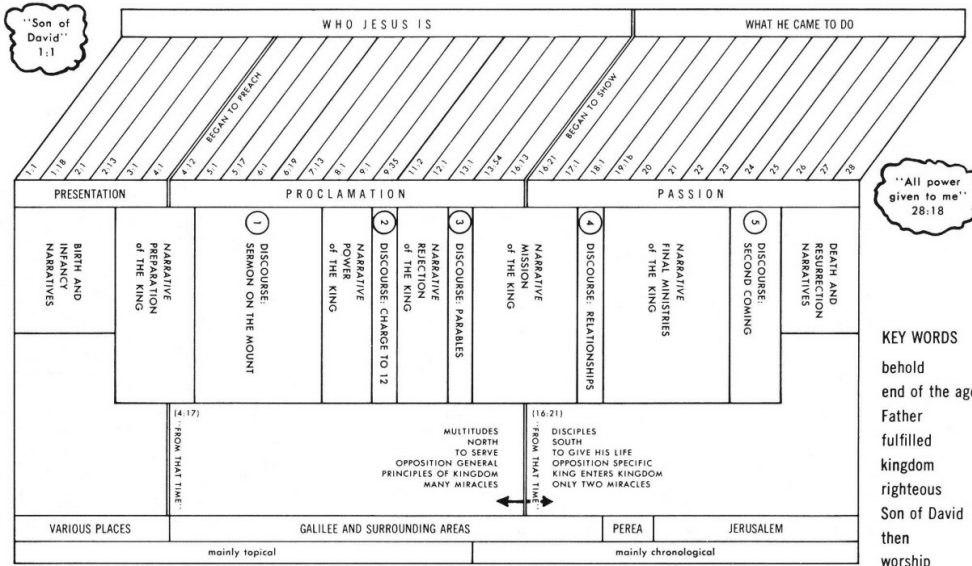 "Son of
David"
1:1
WHO JESUS IS
WHAT HE CAME TO DO
BEGAN TO PREACH
BEGAN TO SHOW
1:1
1:18
2:1
2:13
3:1
4:1
4:12
5:1
5:17
6:1
6:19
7:13
8:1
9:1
9:35
11:2
12:1
13:1
13:54
16:13
16:21
17:1
18:1
19:1b
20
21
22
23
24
25
26
27
28
"All power
given to me"
28:18
PRESENTATION
PROCLAMATION
PASSION
BIRTH AND
INFANCY
NARRATIVES
NARRATIVE
PREPARATION
of THE KING
1
DISCOURSE:
SERMON ON THE MOUNT
NARRATIVE
POWER
of THE KING
2
DISCOURSE: CHARGE TO 12
NARRATIVE
REJECTION
of THE KING
3
DISCOURSE: PARABLES
NARRATIVE
MISSION
of THE KING
4
DISCOURSE: RELATIONSHIPS
NARRATIVE
FINAL MINISTRIES
of THE KING
5
DISCOURSE:
SECOND COMING
DEATH AND
RESURRECTION
NARRATIVES
(4:17)
"FROM THAT TIME"
MULTITUDES
NORTH
TO SERVE
OPPOSITION GENERAL
PRINCIPLES OF KINGDOM
MANY MIRACLES
(16:21)
"FROM THAT TIME"
DISCIPLES
SOUTH
TO GIVE HIS LIFE
OPPOSITION SPECIFIC
KING ENTERS KINGDOM
ONLY TWO MIRACLES
VARIOUS PLACES
GALILEE AND SURROUNDING AREAS
PEREA
JERUSALEM
mainly topical
mainly chronological
KEY WORDS
behold
end of the age
Father
fulfilled
kingdom
righteous
Son of David
then
worship